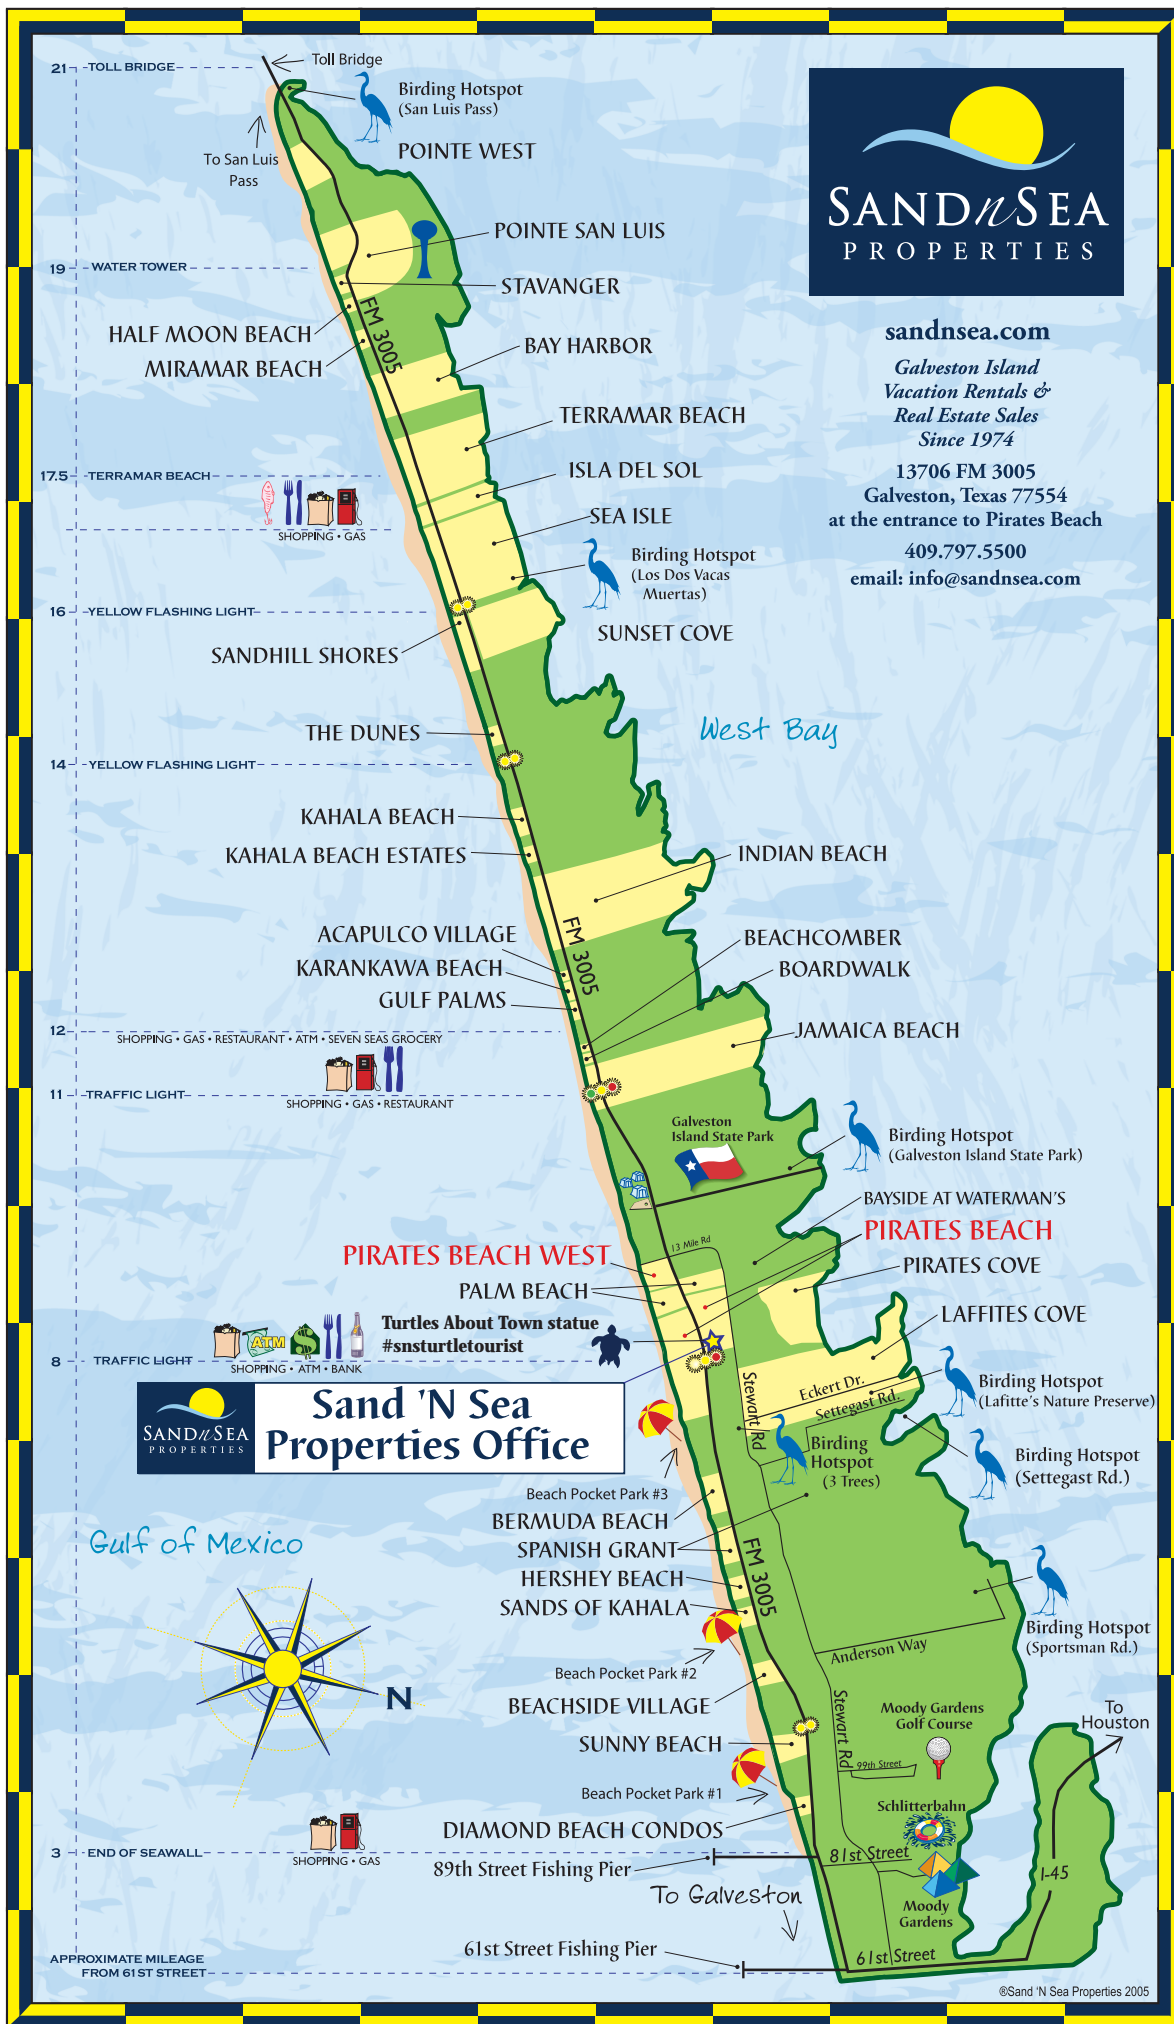 21
TOLL BRIDGE
Toll Bridge
Birding Hotspot
(San Luis Pass)
To San Luis
Pass
POINTE WEST
SANDnSEA
PROPERTIES
POINTE SAN LUIS
19
WATER TOWER
STAVANGER
FM 3005
HALF MOON BEACH
MIRAMAR BEACH
BAY HARBOR
sandnsea.com
Galveston Island
Vacation Rentals &
Real Estate Sales
Since 1974
13706 FM 3005
Galveston, Texas 77554
at the entrance to Pirates Beach
409.797.5500
email: info@sandnsea.com
TERRAMAR BEACH
17.5
TERRAMAR BEACH
ISLA DEL SOL
SHOPPING • GAS
SEA ISLE
Birding Hotspot
(Los Dos Vacas
Muertas)
16
YELLOW FLASHING LIGHT
SUNSET COVE
SANDHILL SHORES
THE DUNES
West Bay
14
YELLOW FLASHING LIGHT
KAHALA BEACH
KAHALA BEACH ESTATES
INDIAN BEACH
FM 3005
ACAPULCO VILLAGE
KARANKAWA BEACH
GULF PALMS
BEACHCOMBER
BOARDWALK
12
SHOPPING • GAS • RESTAURANT • ATM • SEVEN SEAS GROCERY
JAMAICA BEACH
11
TRAFFIC LIGHT
SHOPPING • GAS • RESTAURANT
Galveston
Island State Park
Birding Hotspot
(Galveston Island State Park)
BAYSIDE AT WATERMAN'S
PIRATES BEACH
13 Mile Rd
PIRATES BEACH WEST
PIRATES COVE
PALM BEACH
LAFFITES COVE
Turtles About Town statue
#snsturtletourist
ATM
SHOPPING • ATM • BANK
8
TRAFFIC LIGHT
Sand 'N Sea
Properties Office
SANDnSEA
PROPERTIES
Stewart Rd
Eckert Dr.
Settegast Rd.
Birding Hotspot
(Lafitte's Nature Preserve)
Birding
Hotspot
(3 Trees)
Birding Hotspot
(Settegast Rd.)
Beach Pocket Park #3
BERMUDA BEACH
SPANISH GRANT
HERSHEY BEACH
SANDS OF KAHALA
FM 3005
Gulf of Mexico
N
Birding Hotspot
(Sportsman Rd.)
Anderson Way
Beach Pocket Park #2
BEACHSIDE VILLAGE
Stewart Rd
Moody Gardens
Golf Course
To
Houston
SUNNY BEACH
99th Street
Beach Pocket Park #1
Schlitterbahn
DIAMOND BEACH CONDOS
3
END OF SEAWALL
SHOPPING • GAS
89th Street Fishing Pier
81st Street
I-45
To Galveston
Moody
Gardens
61st Street Fishing Pier
61st Street
APPROXIMATE MILEAGE
FROM 61ST STREET
®Sand 'N Sea Properties 2005